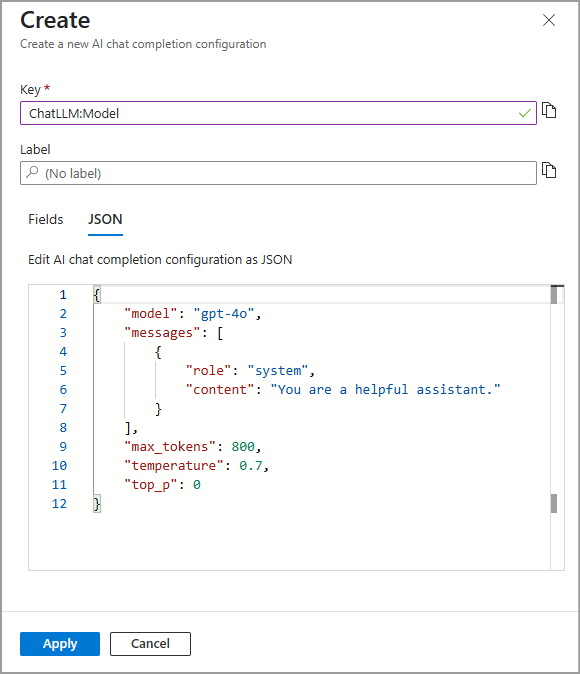 Create
Create a new AI chat completion configuration
Key *
ChatLLM:Model
Label
(No label)
Fields JSON
Edit AI chat completion configuration as JSON
1 {
2 "model": "gpt-4o",
3 "messages": [
4 {
5 "role": "system",
6 "content": "You are a helpful assistant."
7 }
8 ],
9 "max_tokens": 800,
10 "temperature": 0.7,
11 "top_p": 0
12 }
Apply Cancel